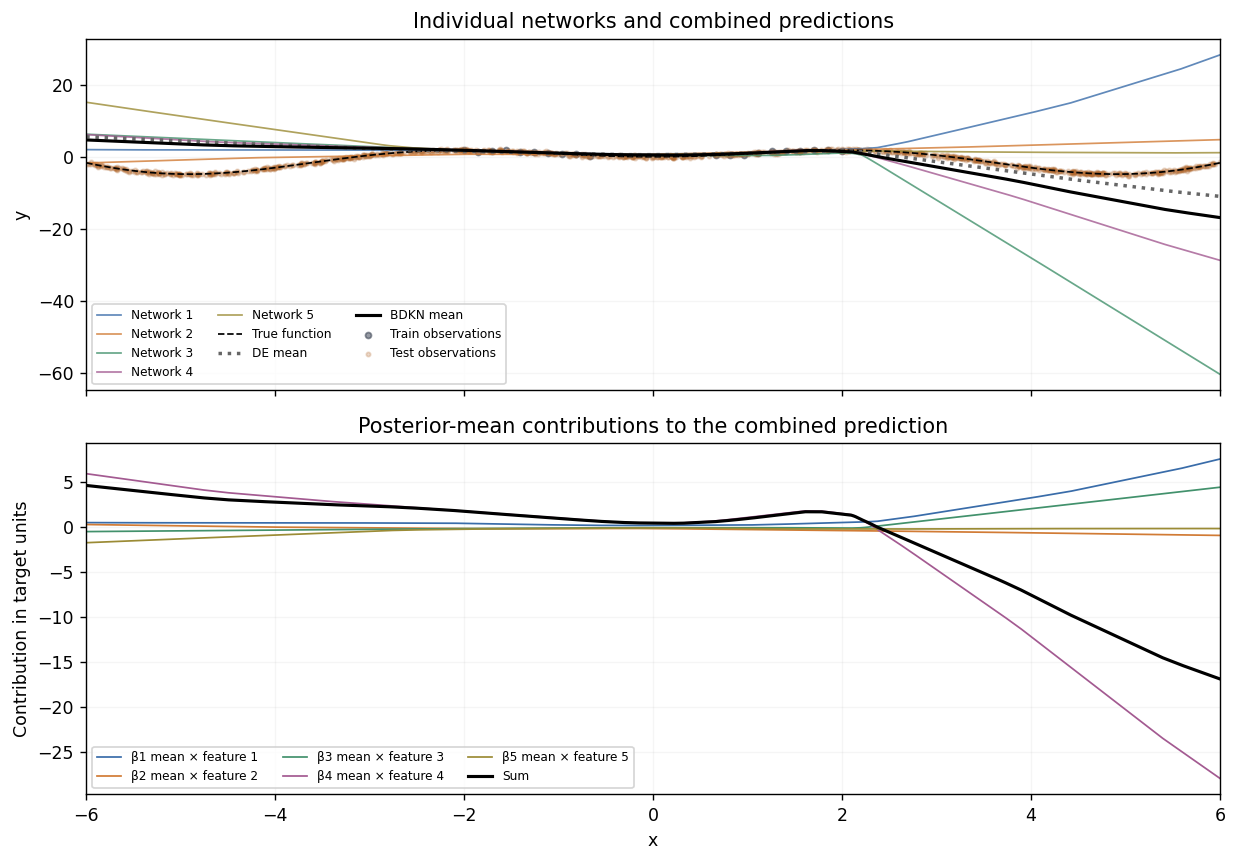 Individual networks and combined predictions
20
0
−20
−40
−60
y
Network 1
Network 2
Network 3
Network 4
Network 5
True function
DE mean
BDKN mean
Train observations
Test observations
Posterior-mean contributions to the combined prediction
5
0
−5
−10
−15
−20
−25
Contribution in target units
β1 mean × feature 1
β2 mean × feature 2
β3 mean × feature 3
β4 mean × feature 4
β5 mean × feature 5
Sum
−6
−4
−2
0
2
4
6
x